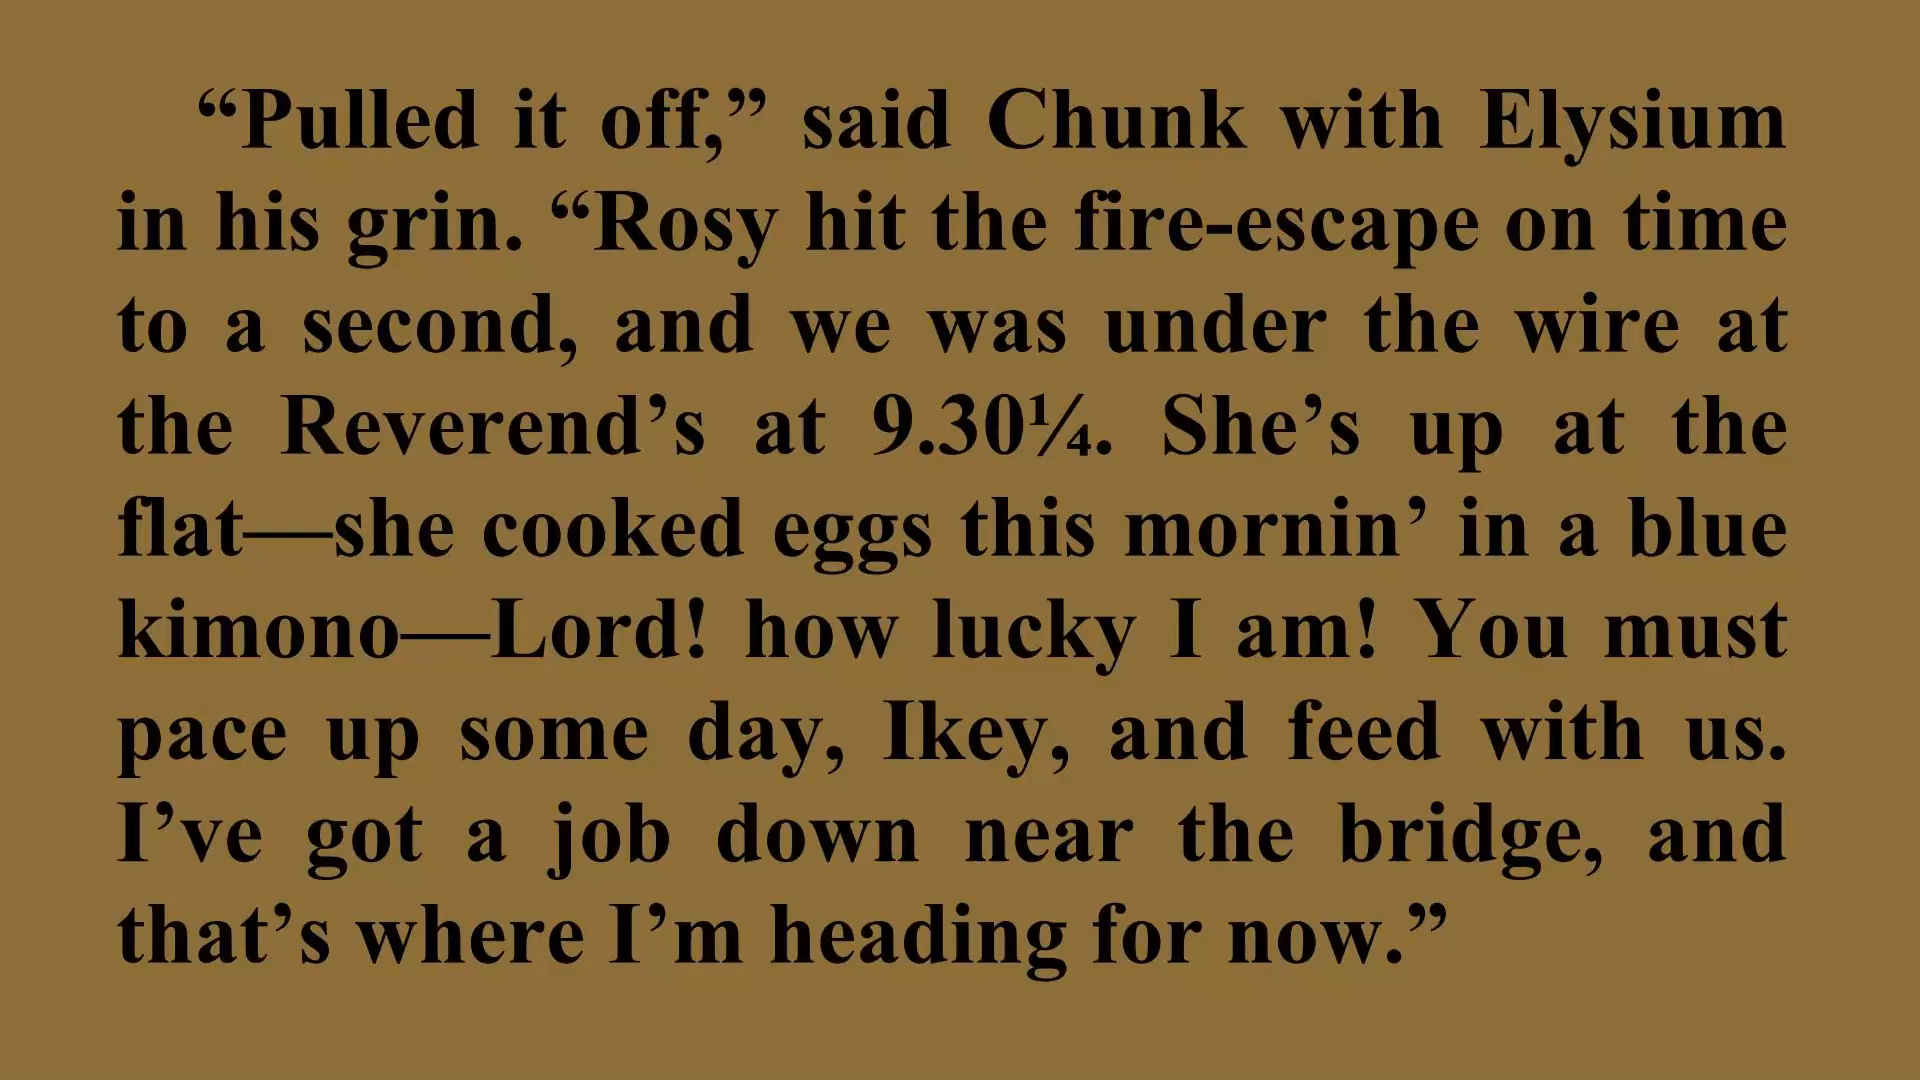 “Pulled it off,” said Chunk with Elysium
in his grin. “Rosy hit the fire-escape on time
to a second, and we was under the wire at
the Reverend’s at 9.30¼. She’s up at the
flat—she cooked eggs this mornin’ in a blue
kimono—Lord! how lucky I am! You must
pace up some day, Ikey, and feed with us.
I’ve got a job down near the bridge, and
that’s where I’m heading for now.”